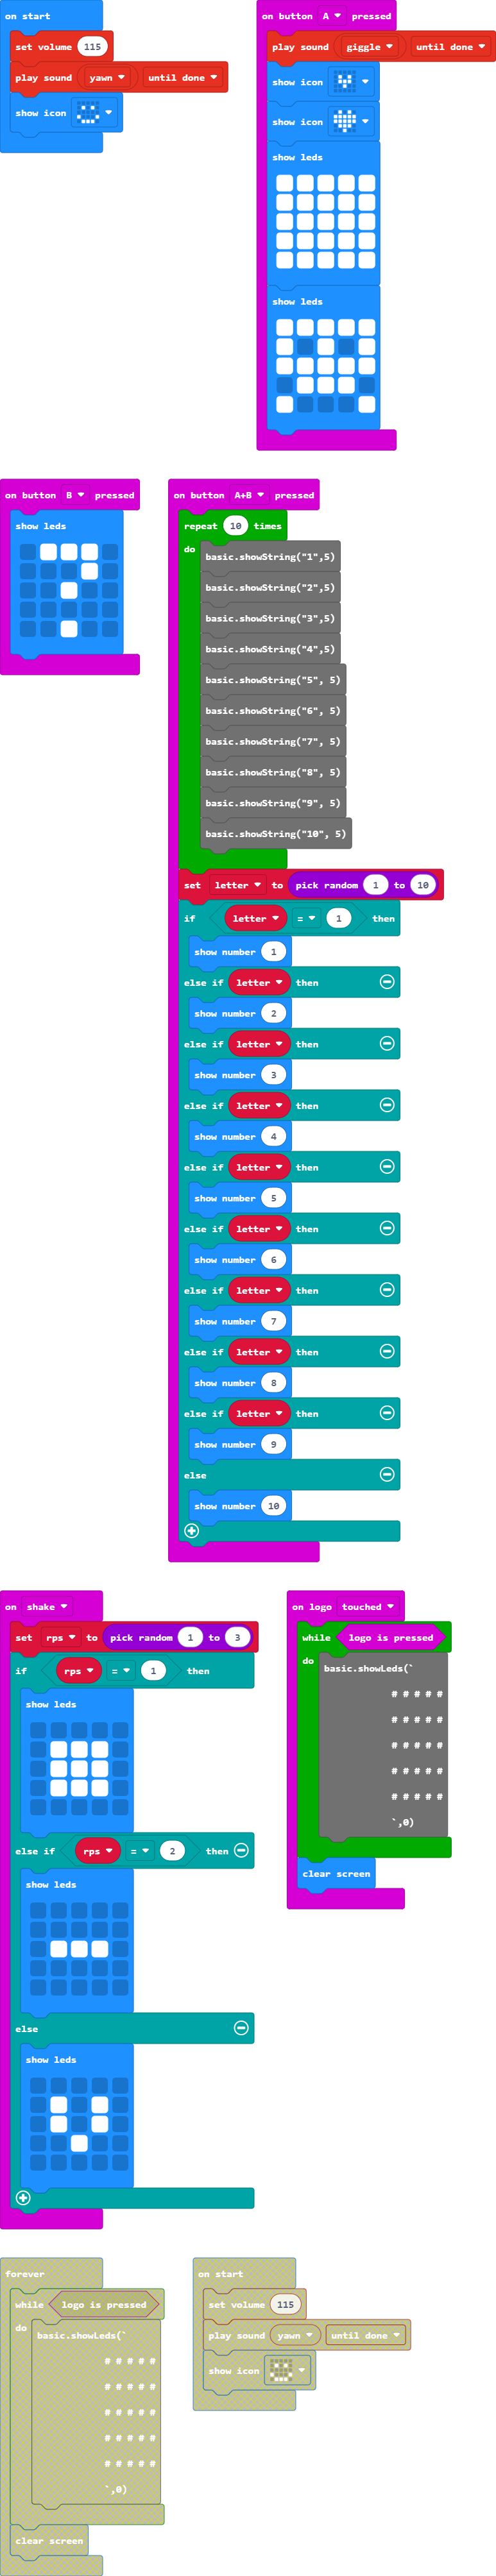 on start
set volume 115
play sound yawn until done
show icon
on button A pressed
play sound giggle until done
show icon
show icon
show leds
show leds
on button B pressed
show leds
on button A+B pressed
repeat 10 times
do
basic.showString("1",5)
basic.showString("2",5)
basic.showString("3",5)
basic.showString("4",5)
basic.showString("5", 5)
basic.showString("6", 5)
basic.showString("7", 5)
basic.showString("8", 5)
basic.showString("9", 5)
basic.showString("10", 5)
set letter to pick random 1 to 10
if letter = 1 then
show number 1
else if letter then
show number 2
else if letter then
show number 3
else if letter then
show number 4
else if letter then
show number 5
else if letter then
show number 6
else if letter then
show number 7
else if letter then
show number 8
else if letter then
show number 9
else
show number 10
on shake
set rps to pick random 1 to 3
if rps = 1 then
show leds
else if rps = 2 then
show leds
else
show leds
on logo touched
while logo is pressed
do
basic.showLeds(`
# # # # #
# # # # #
# # # # #
# # # # #
# # # # #
`,0)
clear screen
forever
while logo is pressed
do
basic.showLeds(`
# # # # #
# # # # #
# # # # #
# # # # #
# # # # #
`,0)
clear screen
on start
set volume 115
play sound yawn until done
show icon